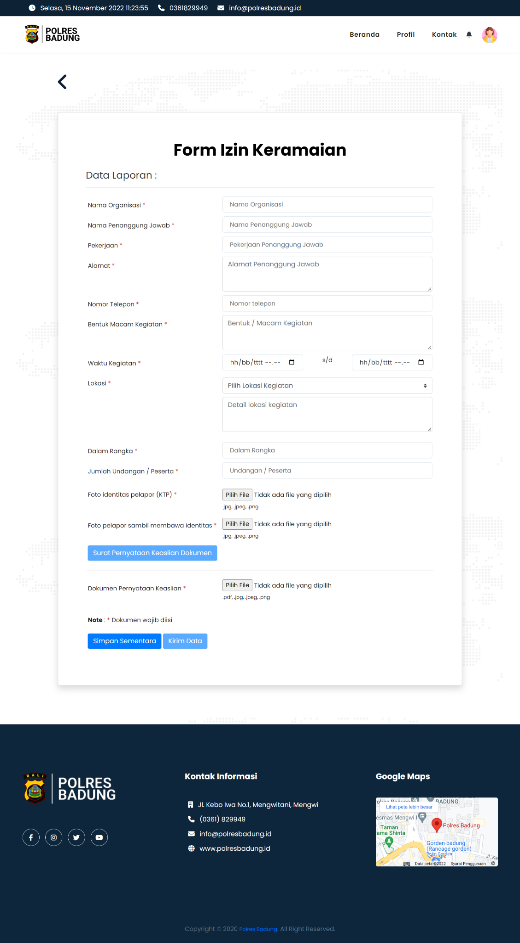 Selasa, 15 November 2022 11:23:55 0361829949 info@polresbadung.id
POLRES
BADUNG
Beranda Profil Kontak
Form Izin Keramaian
Data Laporan :
Nama Organisasi * Nama Organisasi
Nama Penanggung Jawab * Nama Penanggung Jawab
Pekerjaan * Pekerjaan Penanggung Jawab
Alamat * Alamat Penanggung Jawab
Nomor Telepon * Nomor telepon
Bentuk Macam Kegiatan * Bentuk / Macam Kegiatan
Waktu Kegiatan * hh/bb/tttt --.-- s/d hh/bb/tttt --.--
Lokasi * Pilih Lokasi Kegiatan
Detail lokasi kegiatan
Dalam Rangka * Dalam Rangka
Jumlah Undangan / Peserta * Undangan / Peserta
Foto identitas pelapor (KTP) * Pilih File Tidak ada file yang dipilih
.jpg, .jpeg, .png
Foto pelapor sambil membawa identitas * Pilih File Tidak ada file yang dipilih
.jpg, .jpeg, .png
Surat Pernyataan Keaslian Dokumen
Dokumen Pernyataan Keaslian * Pilih File Tidak ada file yang dipilih
.pdf, .jpg, .jpeg, .png
Note : * Dokumen wajib diisi
Simpan Sementara Kirim Data
POLRES
BADUNG
Kontak Informasi
Jl. Kebo Iwa No.1, Mengwitani, Mengwi
(0361) 829949
info@polresbadung.id
www.polresbadung.id
Google Maps
Lihat peta lebih besar
BADUNG
Polres Badung
Taman
Gorden badung
(Ranauge gorden)
Data peta ©2022 Syarat Penggunaan
Copyright © 2020 Polres Badung. All Right Reserved.